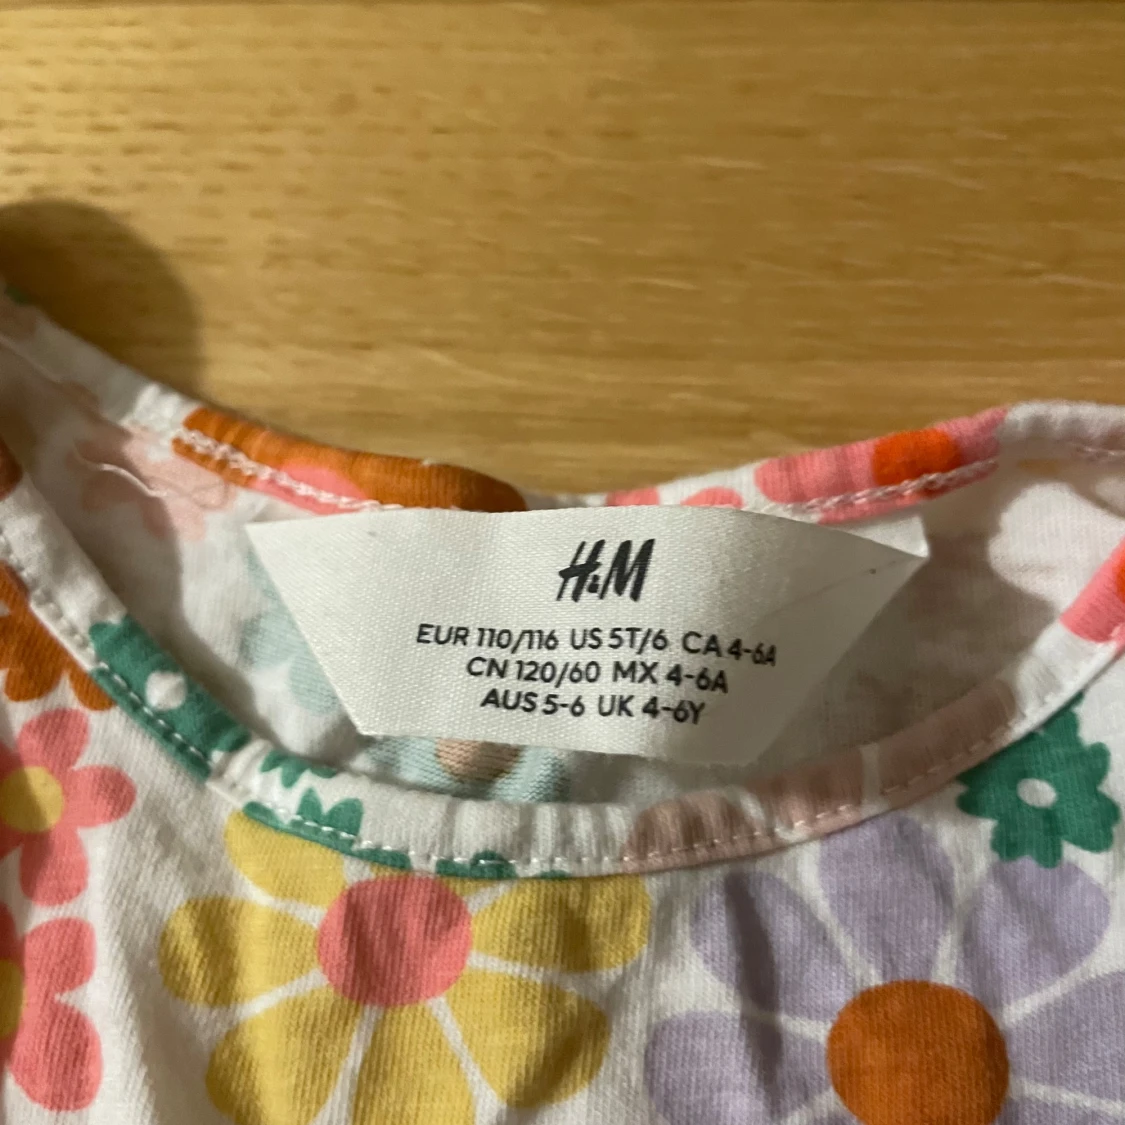 H&M
EUR 110/116 US 5T/6 CA 4-6A
CN 120/60 MX 4-6A
AUS 5-6 UK 4-6Y